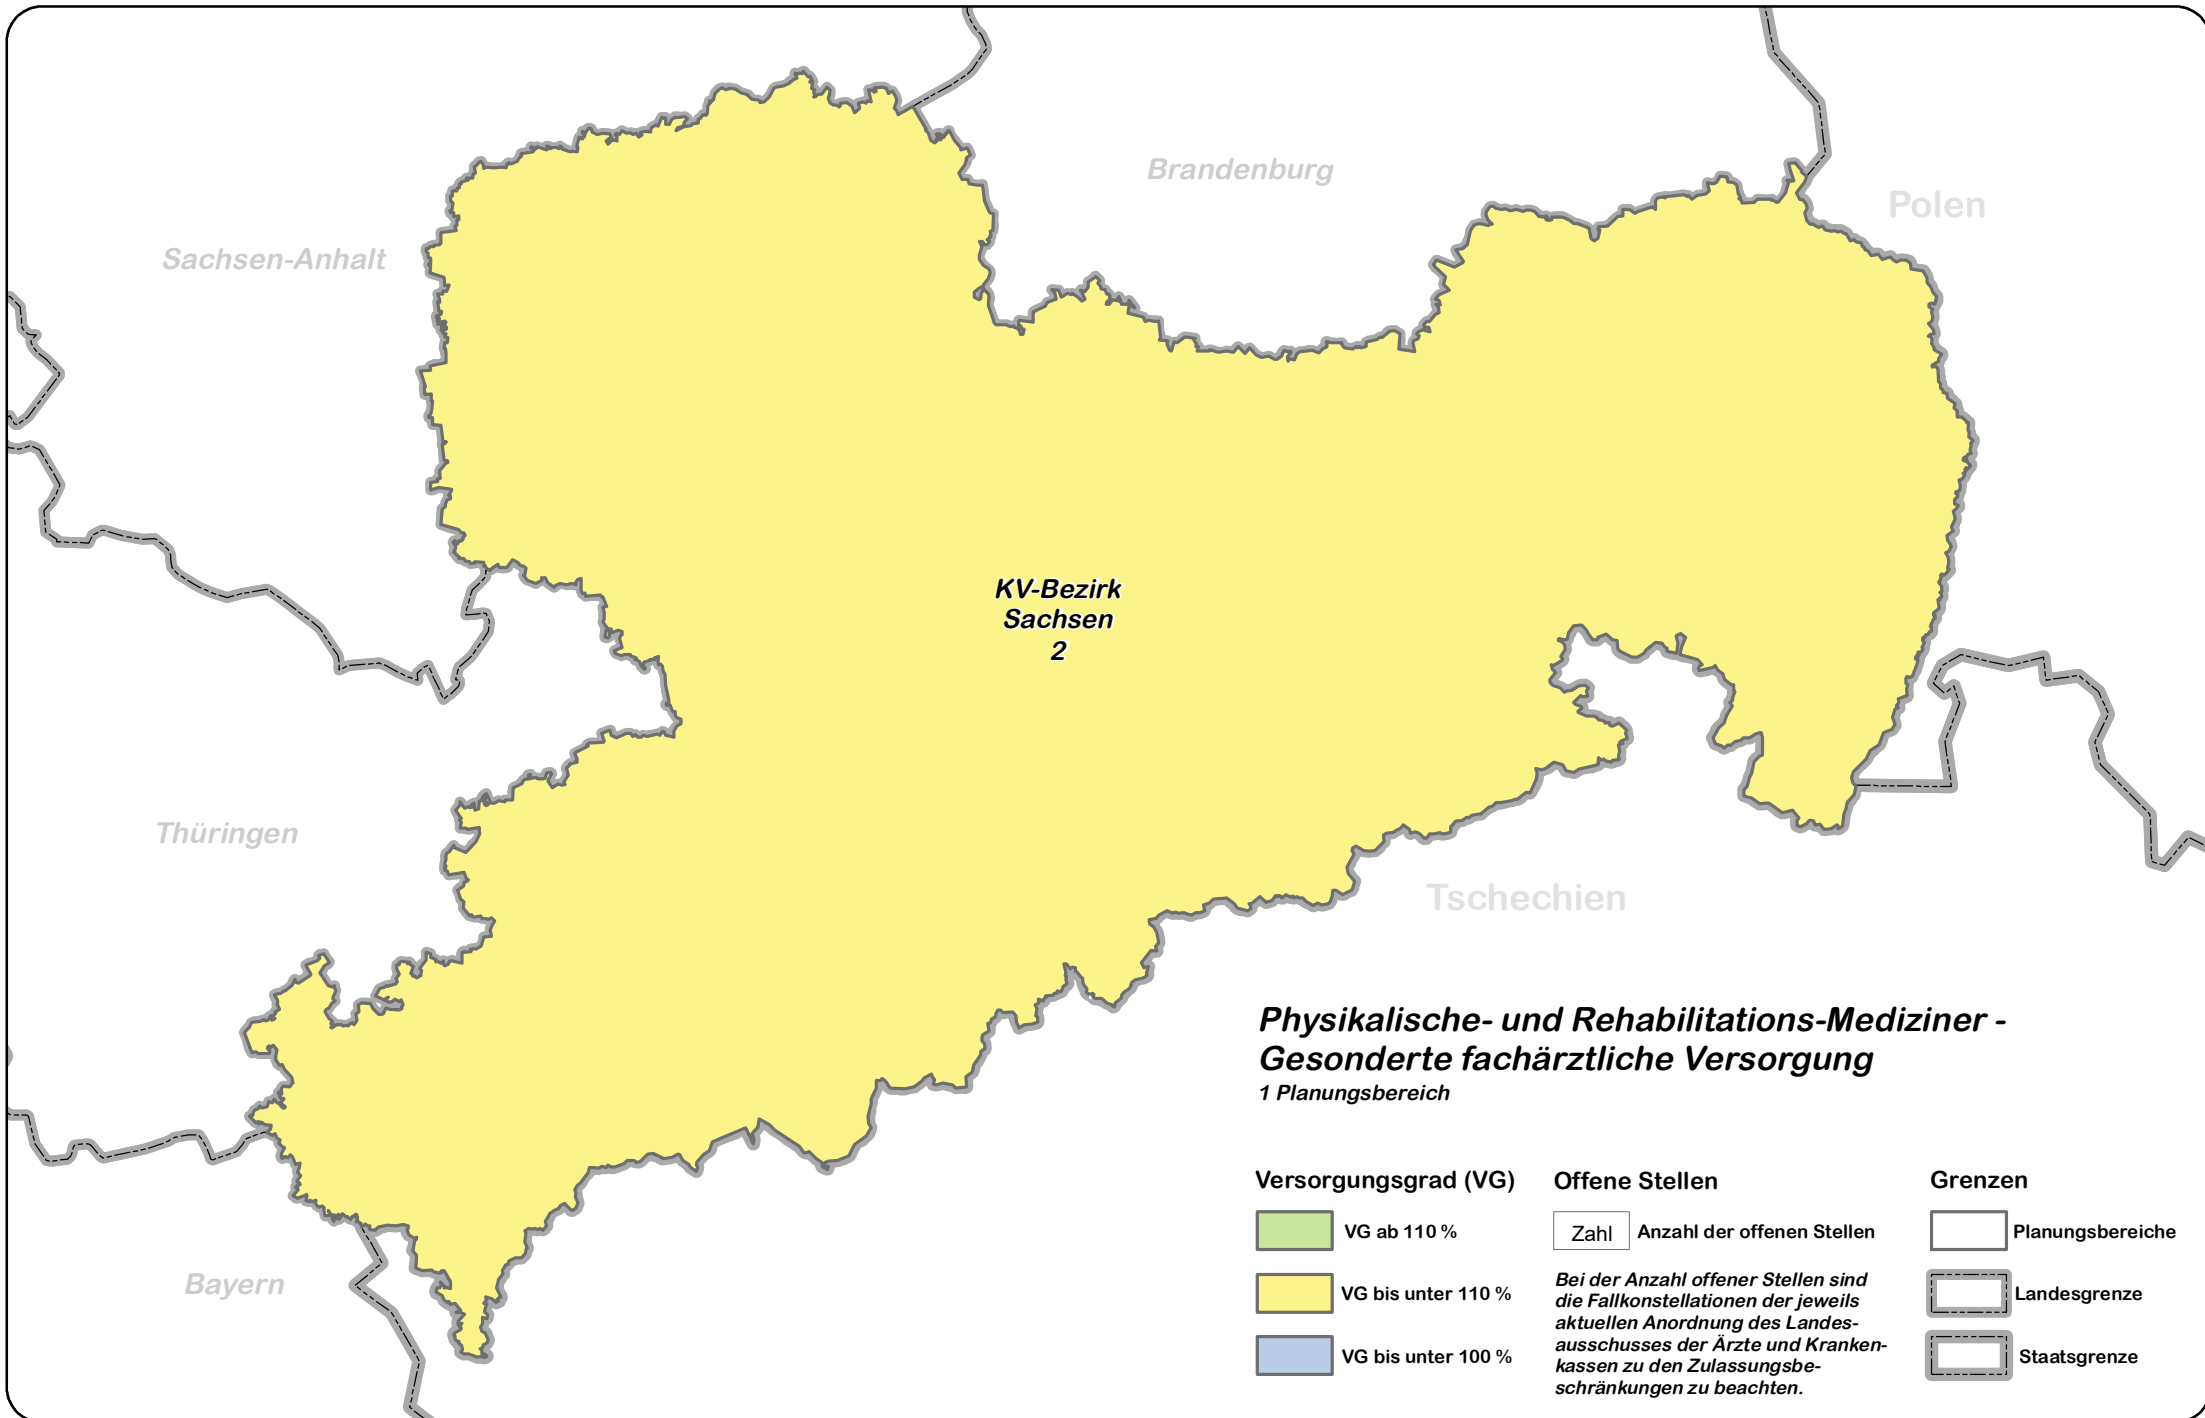 Brandenburg
Polen
Sachsen-Anhalt
KV-Bezirk
Sachsen
2
Thüringen
Tschechien
Bayern
Physikalische- und Rehabilitations-Mediziner -
Gesonderte fachärztliche Versorgung
1 Planungsbereich
Versorgungsgrad (VG)
VG ab 110 %
VG bis unter 110 %
VG bis unter 100 %
Offene Stellen
Zahl Anzahl der offenen Stellen
Bei der Anzahl offener Stellen sind
die Fallkonstellationen der jeweils
aktuellen Anordnung des Landes-
ausschusses der Ärzte und Kranken-
kassen zu den Zulassungsbe-
schränkungen zu beachten.
Grenzen
Planungsbereiche
Landesgrenze
Staatsgrenze